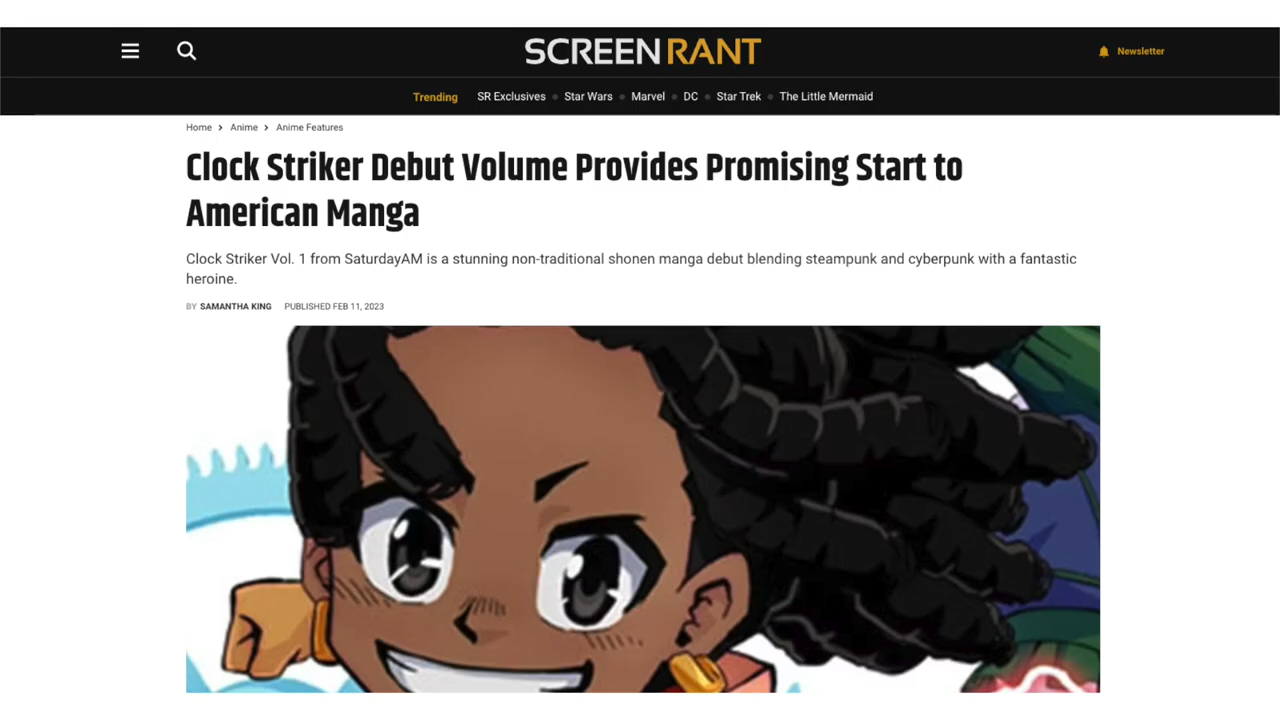 SCREENRANT
Newsletter
Trending SR Exclusives Star Wars Marvel DC Star Trek The Little Mermaid
Home > Anime > Anime Features
Clock Striker Debut Volume Provides Promising Start to
American Manga
Clock Striker Vol. 1 from SaturdayAM is a stunning non-traditional shonen manga debut blending steampunk and cyberpunk with a fantastic
heroine.
BY SAMANTHA KING PUBLISHED FEB 11, 2023